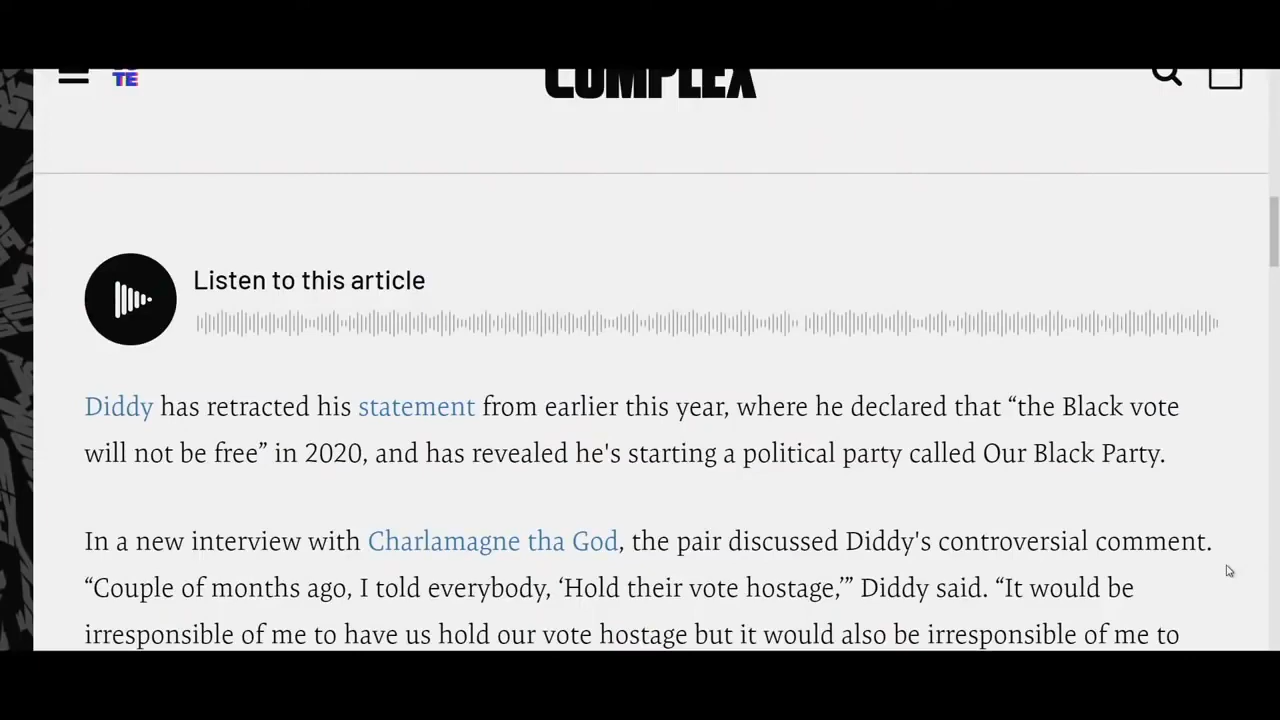 TE
COMPLEX
Listen to this article
Diddy has retracted his statement from earlier this year, where he declared that “the Black vote
will not be free” in 2020, and has revealed he's starting a political party called Our Black Party.
In a new interview with Charlamagne tha God, the pair discussed Diddy's controversial comment.
“Couple of months ago, I told everybody, ‘Hold their vote hostage,’” Diddy said. “It would be
irresponsible of me to have us hold our vote hostage but it would also be irresponsible of me to